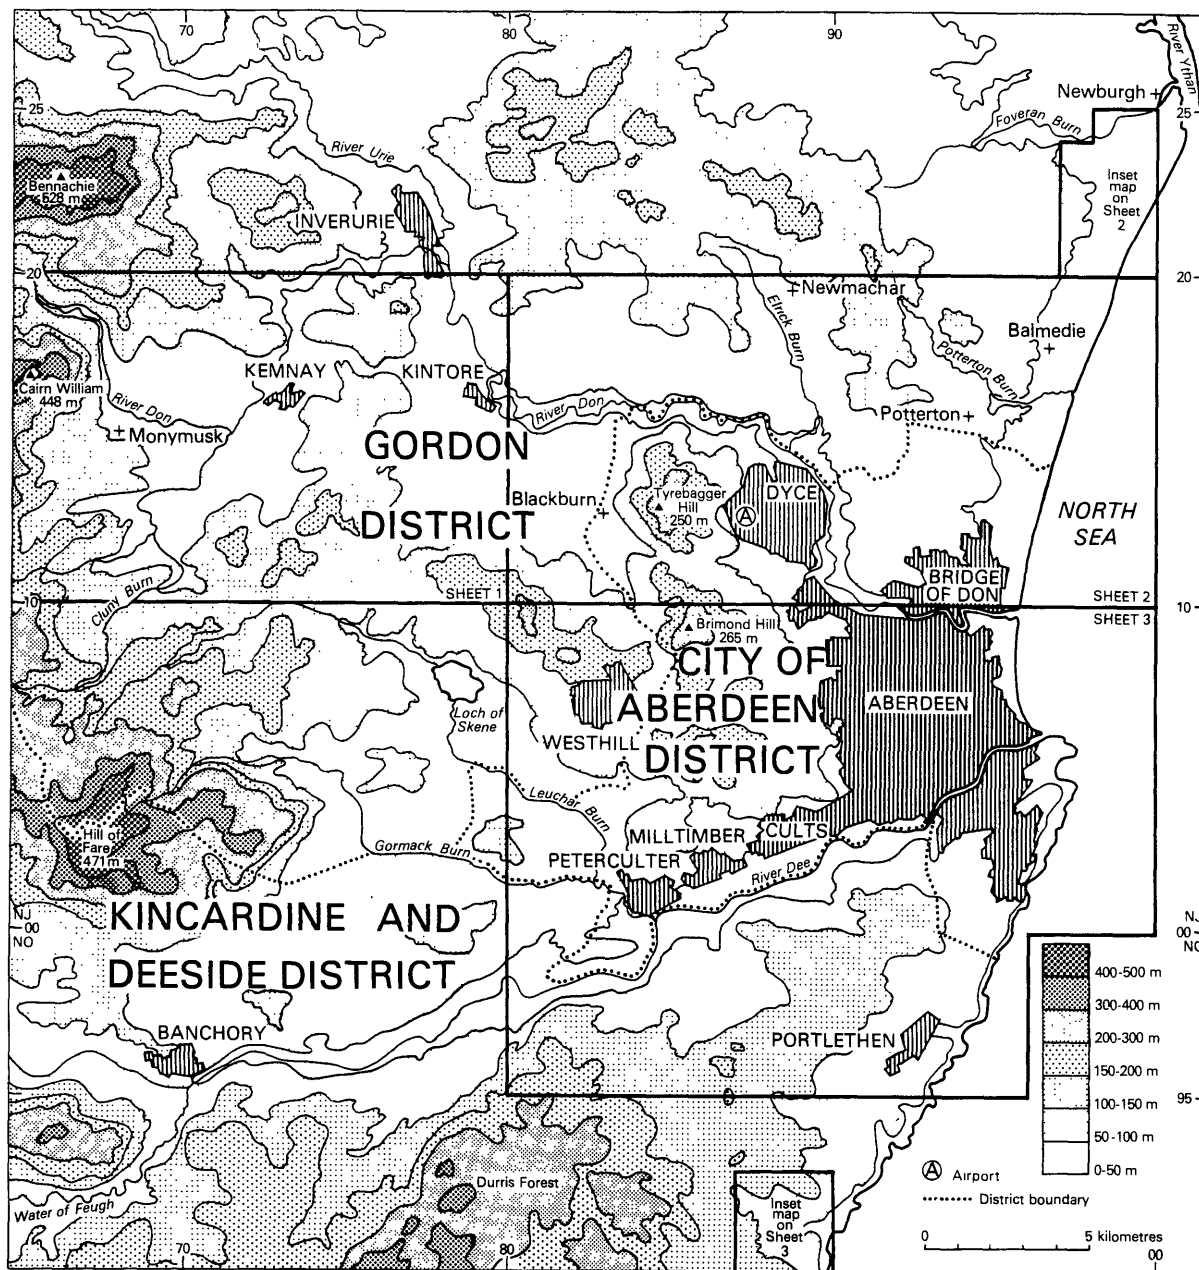 70
80
90
River Ythan
Newburgh
25
25
Foveran Burn
River Urie
Bennachie
528 m
Inset
map
on
Sheet
2
INVERURIE
20
20
Newmachar
Elrick Burn
Balmedie
KEMNAY
KINTORE
Potterton Burn
Cairn William
448 m
River Don
River Don
Potterton
Monymusk
GORDON
DISTRICT
Blackburn
Tyrebagger
Hill
250 m
DYCE
A
NORTH
SEA
BRIDGE
OF DON
Cluny Burn
10
SHEET 1
SHEET 2
10
SHEET 3
Brimond Hill
265 m
CITY OF
ABERDEEN
DISTRICT
ABERDEEN
Loch of
Skene
WESTHILL
Leuchar Burn
Hill of
Fare
471m
MILLTIMBER
CULTS
Gormack Burn
PETERCULTER
River Dee
KINCARDINE AND
DEESIDE DISTRICT
NJ
00
NO
NJ
00
NO
400-500 m
300-400 m
200-300 m
150-200 m
100-150 m
50-100 m
0-50 m
BANCHORY
PORTLETHEN
95
Durris Forest
Water of Feugh
Inset
map
on
Sheet
3
A Airport
District boundary
0 5 kilometres
70
80
00